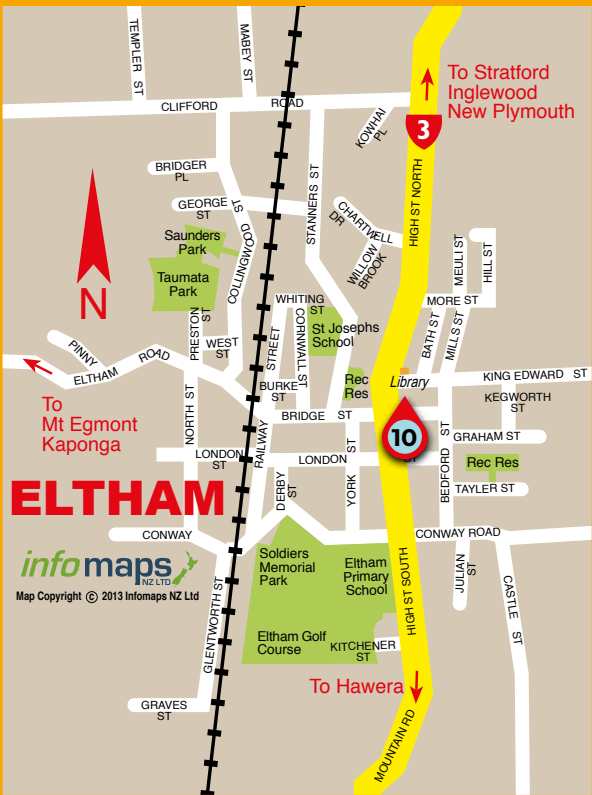 TEMPLER ST
MABEY ST
To Stratford
Inglewood
New Plymouth
CLIFFORD ROAD
KOWHAI
PL
3
BRIDGER
PL
GEORGE
ST
STANNERS ST
CHARTWELL
DR
HIGH ST NORTH
Saunders
Park
COLLINGWOOD ST
WILLOW
BROOK
MEULI ST
HILL ST
Taumata
Park
N
WHITING
ST
MORE ST
PRESTON
ST
WEST
ST
CORNWALL ST
St Josephs
School
BATH ST
MILLS ST
PINNY
ELTHAM ROAD
RAILWAY STREET
BURKE
ST
Rec
Res
Library
KING EDWARD ST
KEGWORTH
ST
To
Mt Egmont
Kaponga
NORTH ST
BRIDGE ST
10
GRAHAM ST
LONDON
ST
LONDON ST
YORK ST
BEDFORD ST
Rec Res
ELTHAM
DERBY
ST
TAYLER ST
CONWAY
CONWAY ROAD
infomaps
NZ LTD
Map Copyright © 2013 Infomaps NZ Ltd
Soldiers
Memorial
Park
Eltham
Primary
School
HIGH ST SOUTH
JULIAN
ST
CASTLE ST
GLENTWORTH ST
Eltham Golf
Course
KITCHENER
ST
To Hawera
GRAVES
ST
MOUNTAIN RD